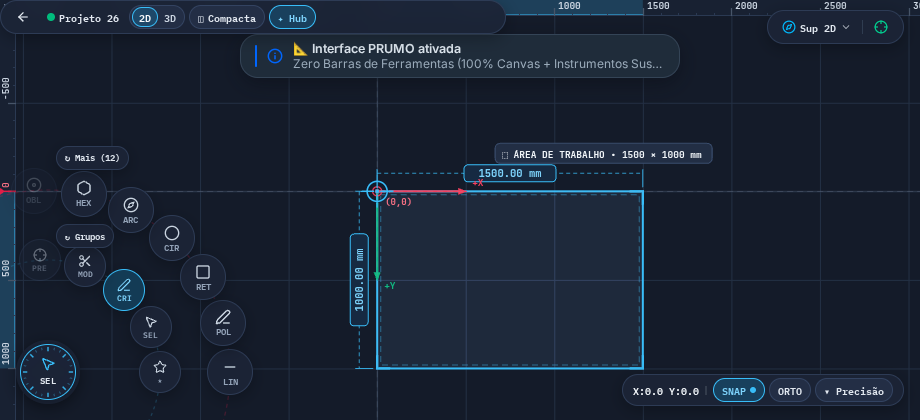 Projeto 26
2D
3D
Compacta
Hub
1000
1500
2000
2500
Sup 2D
📐 Interface PRUMO ativada
Zero Barras de Ferramentas (100% Canvas + Instrumentos Sus...
-500
0
500
1000
↻ Mais (12)
OBL
HEX
ARC
CIR
↻ Grupos
PRE
MOD
RET
CRI
SEL
POL
SEL
LIN
ÁREA DE TRABALHO • 1500 × 1000 mm
1500.00 mm
+X
(0,0)
1000.00 mm
+Y
X:0.0 Y:0.0
SNAP
ORTO
▾ Precisão